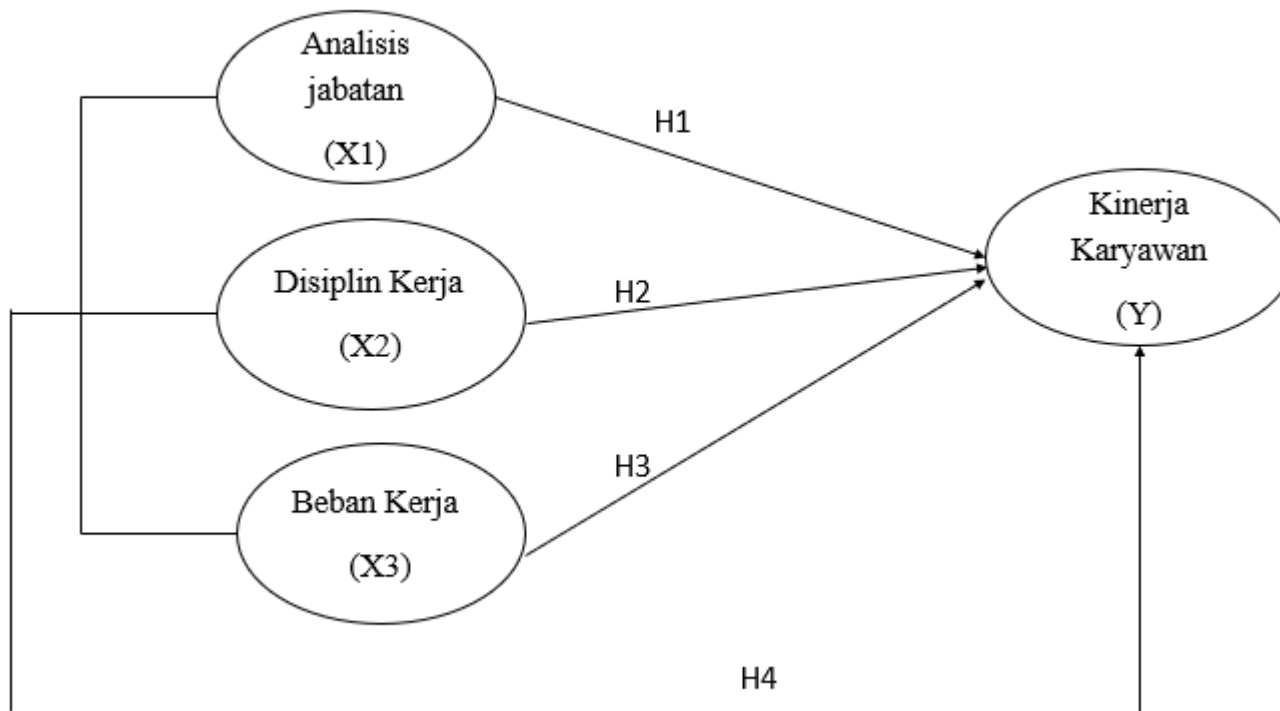 Analisis
jabatan
(X1)
H1
Kinerja
Karyawan
(Y)
Disiplin Kerja
(X2)
H2
Beban Kerja
(X3)
H3
H4